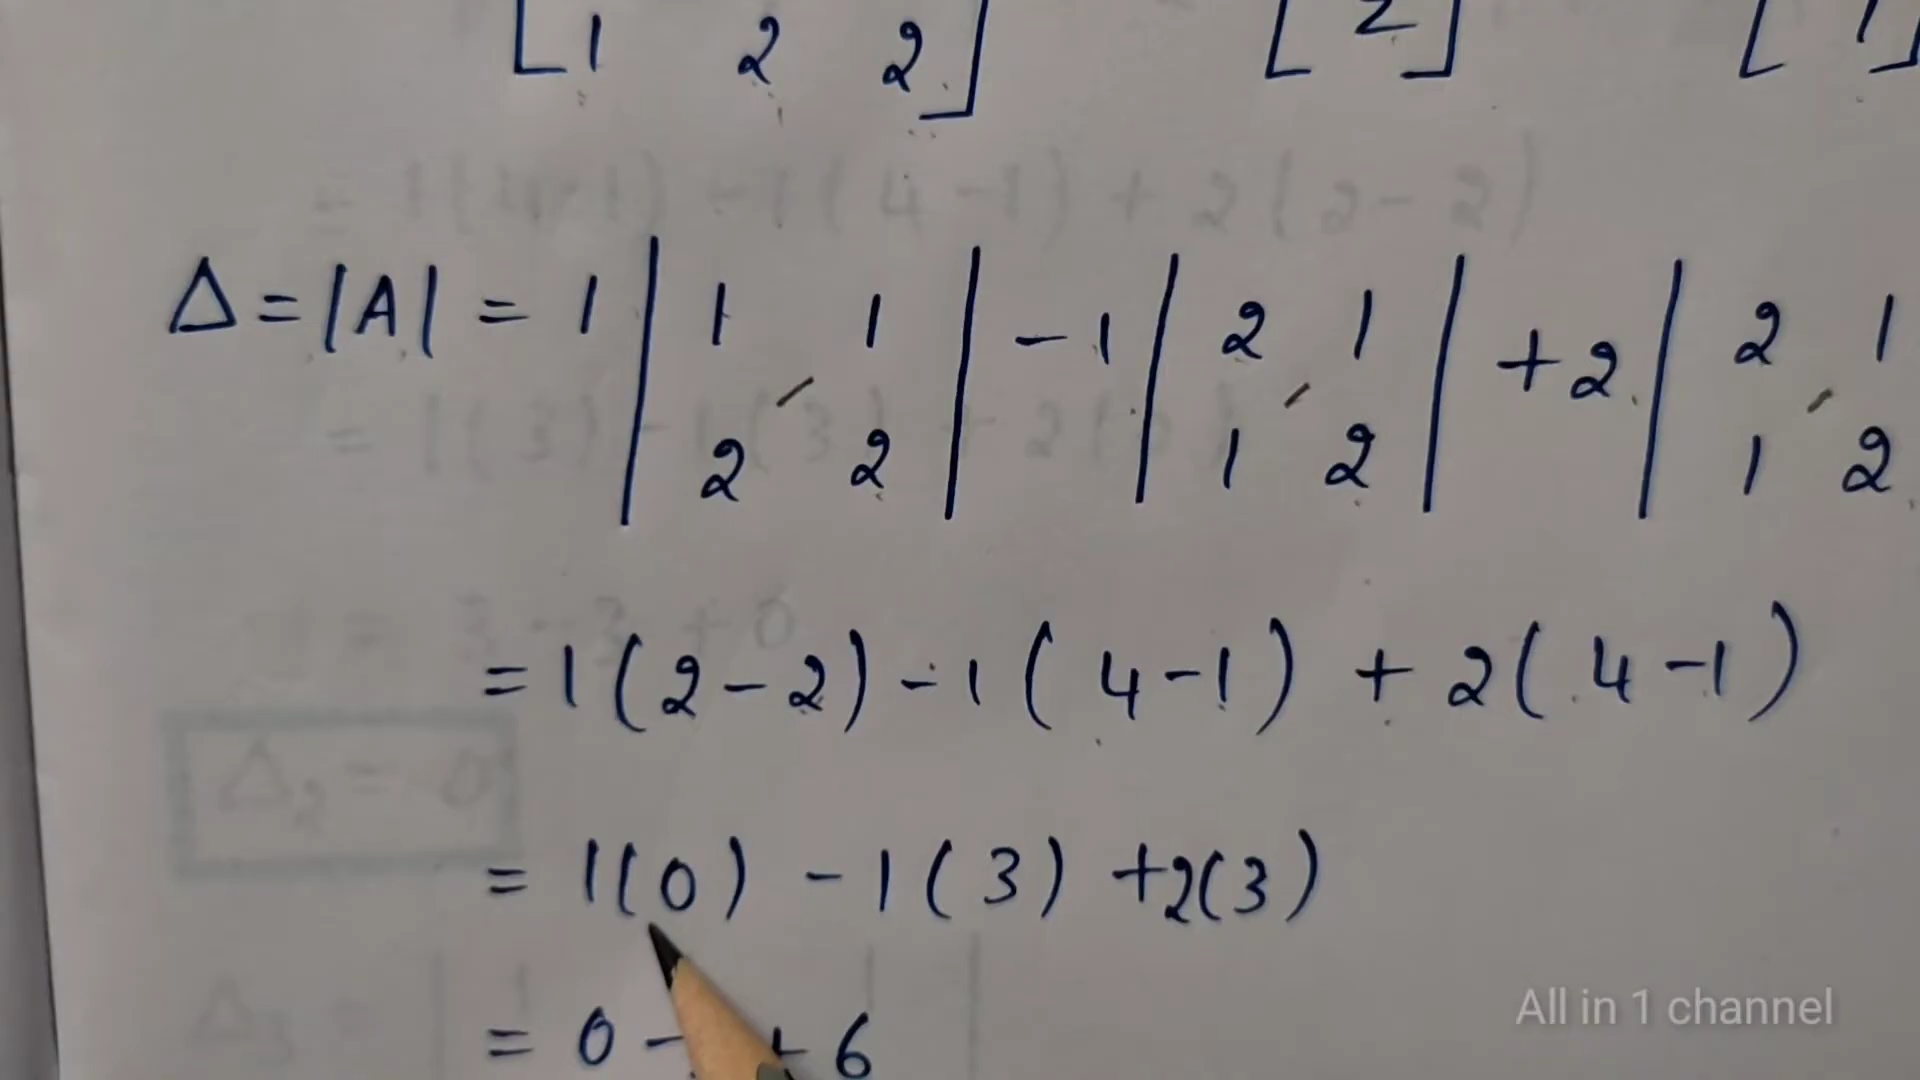 [1 2 2] [2] [1]
Δ = |A| = 1 | 1 1 | - 1 | 2 1 | + 2 | 2 1
2 2 1 2 1 2
= 1 (2 - 2) - 1 ( 4 - 1 ) + 2 ( 4 - 1 )
= 1 ( 0 ) - 1 ( 3 ) + 2 ( 3 )
= 0 - + 6
All in 1 channel